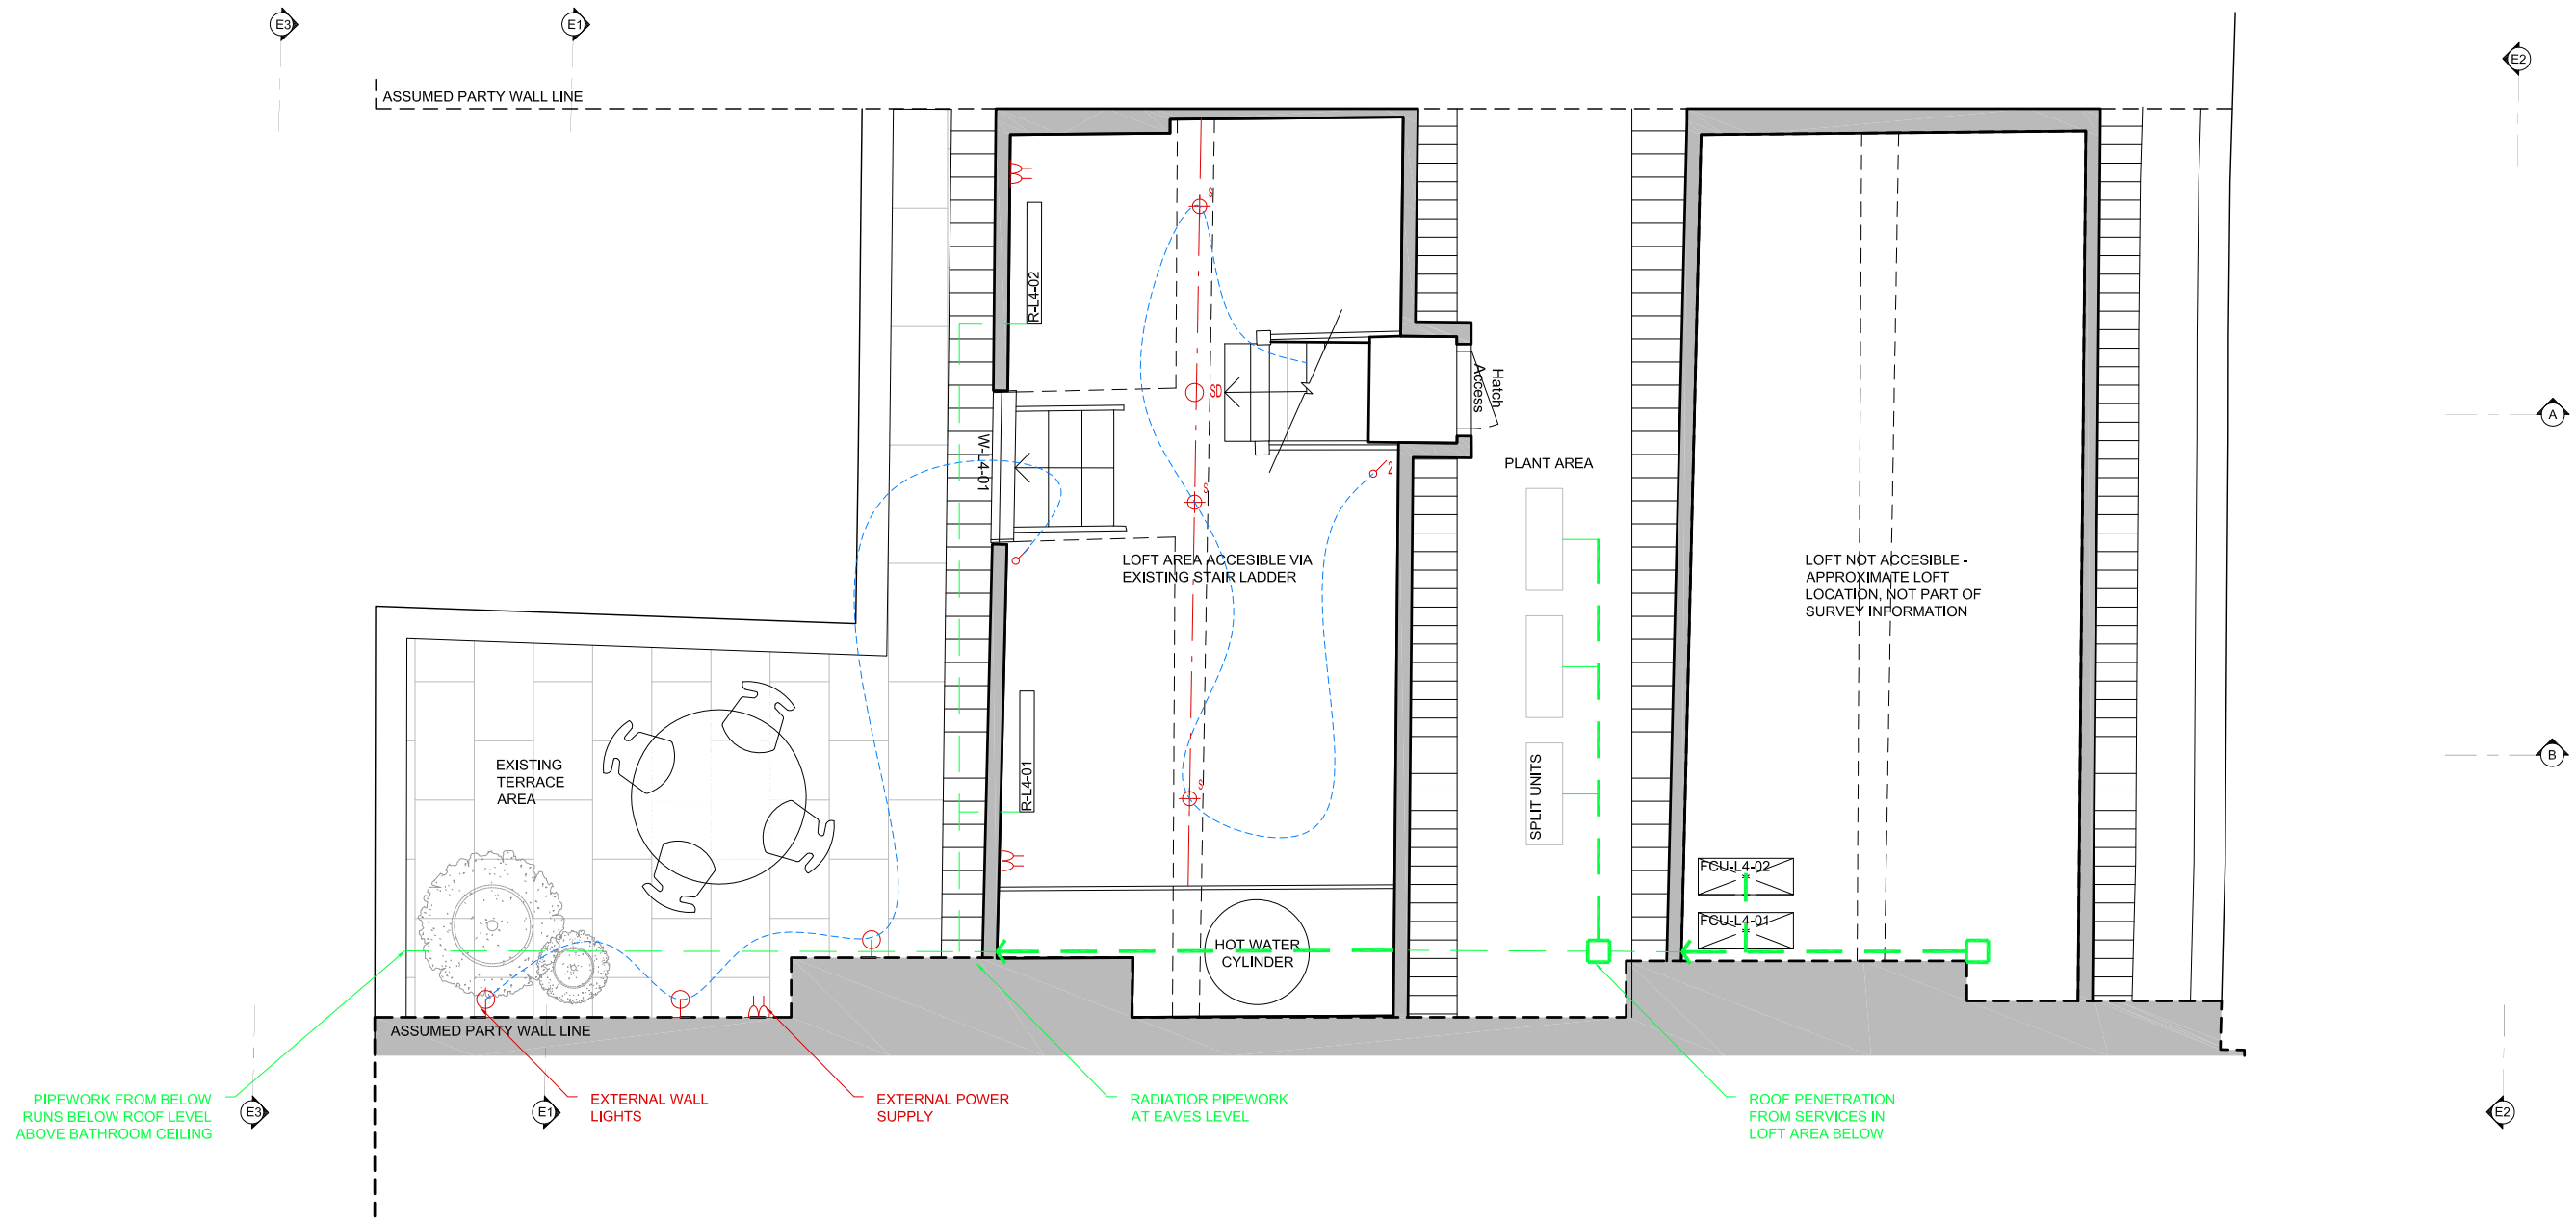 E3
E1
E2
ASSUMED PARTY WALL LINE
S
R-L4-02
SD
Hatch
Access
A
W-L4-01
2
PLANT AREA
S
LOFT AREA ACCESIBLE VIA
EXISTING STAIR LADDER
LOFT NOT ACCESIBLE -
APPROXIMATE LOFT
LOCATION, NOT PART OF
SURVEY INFORMATION
B
EXISTING
TERRACE
AREA
R-L4-01
S
SPLIT UNITS
FCU-L4-02
FCU-L4-01
HOT WATER
CYLINDER
ASSUMED PARTY WALL LINE
PIPEWORK FROM BELOW
RUNS BELOW ROOF LEVEL
ABOVE BATHROOM CEILING
E3
E1
EXTERNAL WALL
LIGHTS
EXTERNAL POWER
SUPPLY
RADIATIOR PIPEWORK
AT EAVES LEVEL
ROOF PENETRATION
FROM SERVICES IN
LOFT AREA BELOW
E2